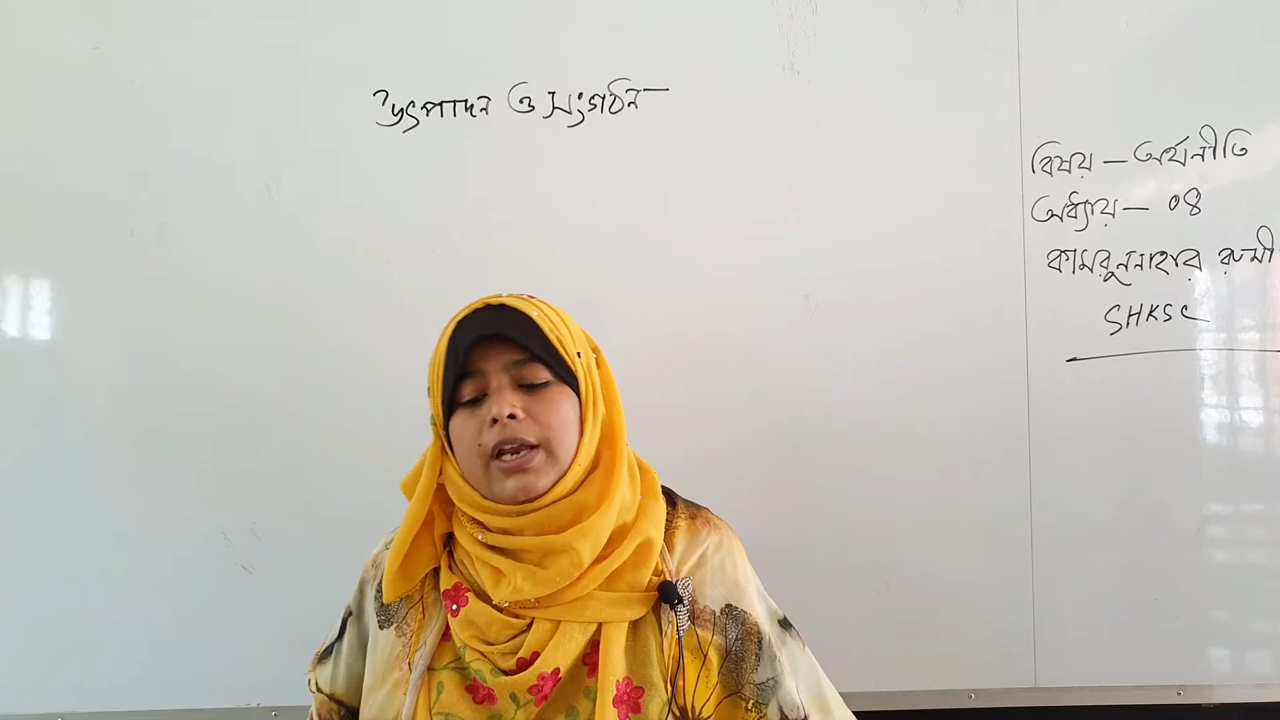 উৎপাদন ও সংগঠন
বিষয় – অর্থনীতি
অধ্যায় – ০৪
কামরুননাহার রুমী
SHKSC